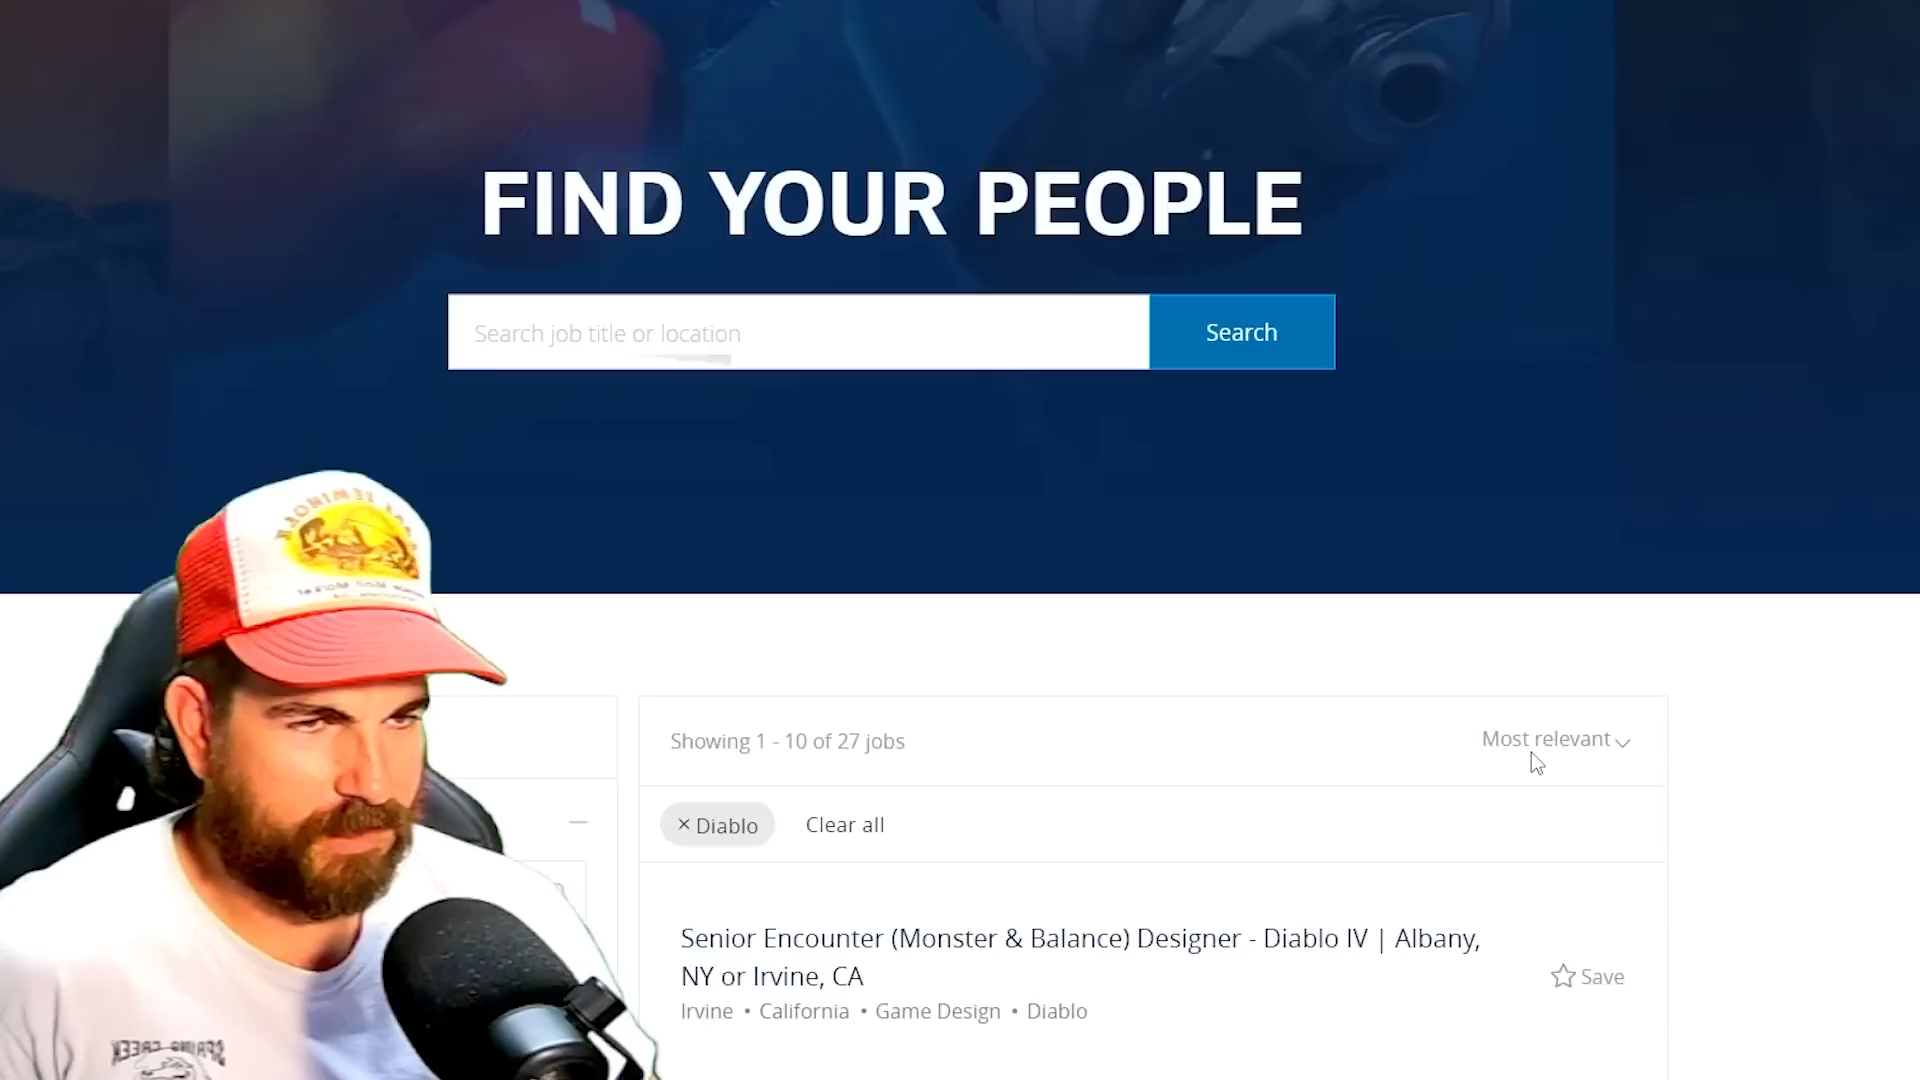 FIND YOUR PEOPLE
Search job title or location
Search
Showing 1 - 10 of 27 jobs
Most relevant
× Diablo
Clear all
Senior Encounter (Monster & Balance) Designer - Diablo IV | Albany,
NY or Irvine, CA
Save
Irvine • California • Game Design • Diablo
SPRING CREEK